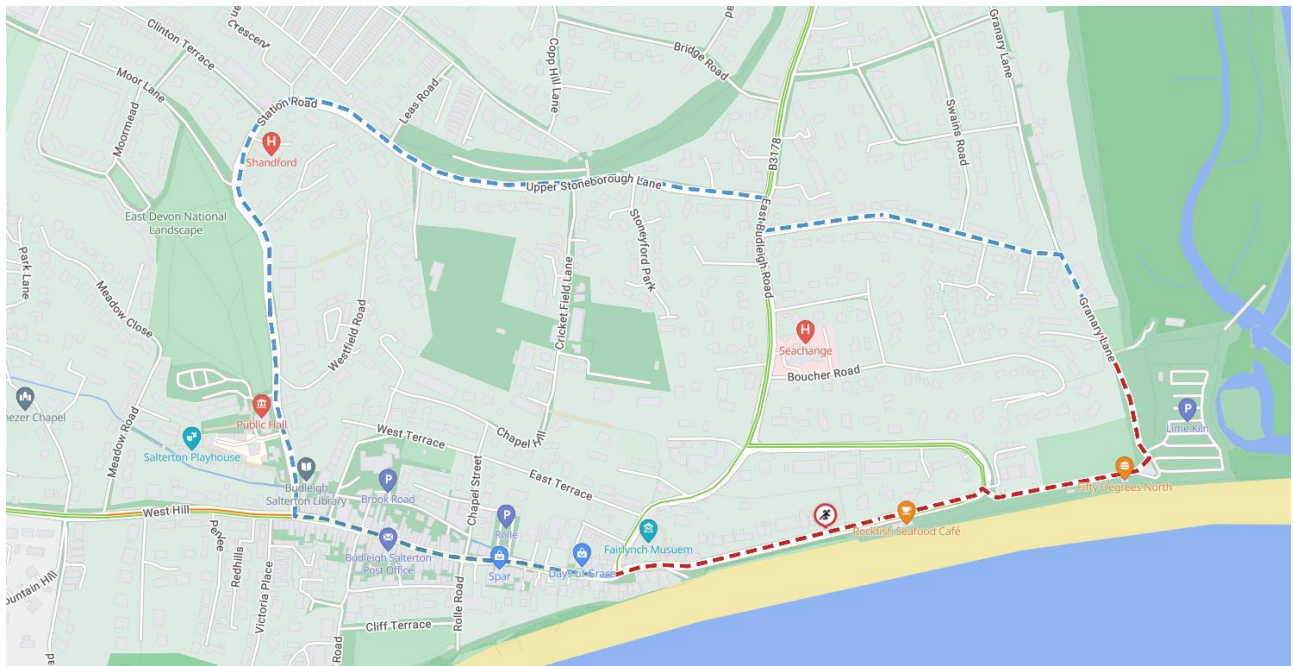 Clinton Terrace
Crescent
Copp Hill Lane
Bridge Road
Granary Lane
Moor Lane
Station Road
Leas Road
Moormead
Swains Road
B3178
H
Shandford
Upper Stoneborough Lane
East Devon National
Landscape
Stoneyford Park
East Budleigh Road
Park Lane
Meadow Close
Westfield Road
Cricket Field Lane
H
Seachange
Granary Lane
Boucher Road
Meadow Road
Public Hall
P
Lime Kiln
ezer Chapel
Salterton Playhouse
West Terrace
Chapel Hill
Budleigh
Salterton Library
P
Brook Road
Chapel Street
East Terrace
Fifty Degrees North
West Hill
P
Rolle
Rockfish Seafood Café
Fairlynch Musuem
Budleigh Salterton
Post Office
Spar
Days of Grase
Redhills
Victoria Place
Rolle Road
Cliff Terrace
Road
ountain Hill